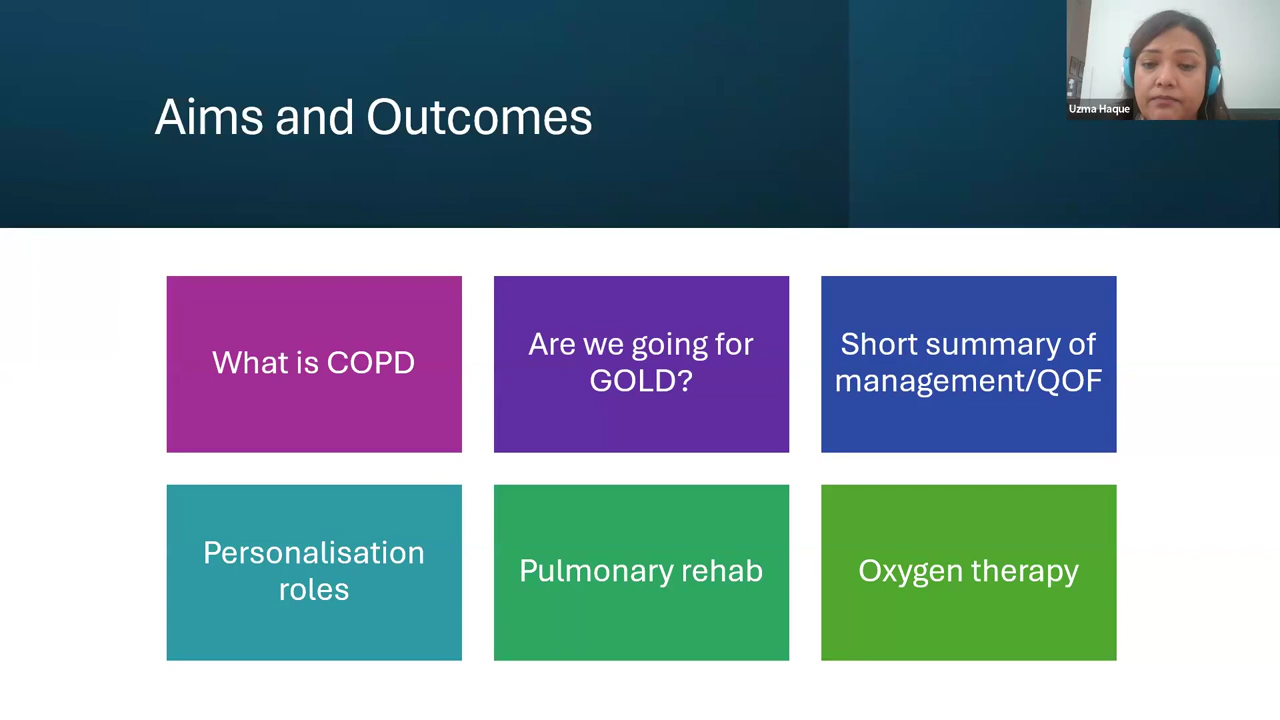 Aims and Outcomes
Uzma Haque
What is COPD
Are we going for
GOLD?
Short summary of
management/QOF
Personalisation
roles
Pulmonary rehab
Oxygen therapy